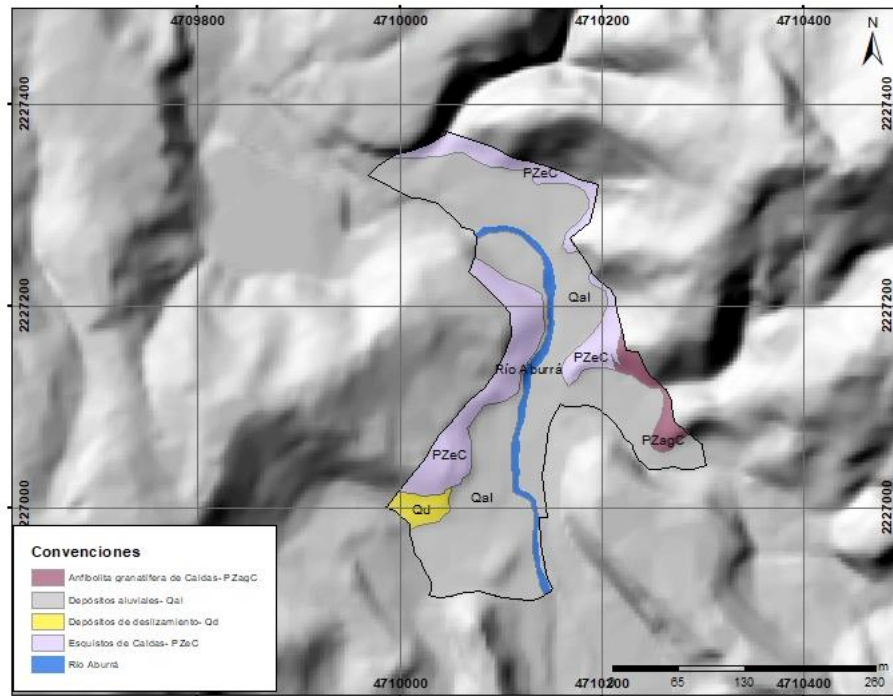 4709800 4710000 4710200 4710400
N
2227400
2227400
PZeC
2227200
2227200
Qal
PZeC
Río Aburrá
PZeC
PZagC
Qal
227000
2227000
Qd
Convenciones
Anfibolita granatífera de Caldas- PZagC
Depósitos aluviales- Qal
Depósitos de deslizamiento- Qd
Esquistos de Caldas- PZeC
Río Aburrá
m
65 130 260
4710000 4710200 4710400